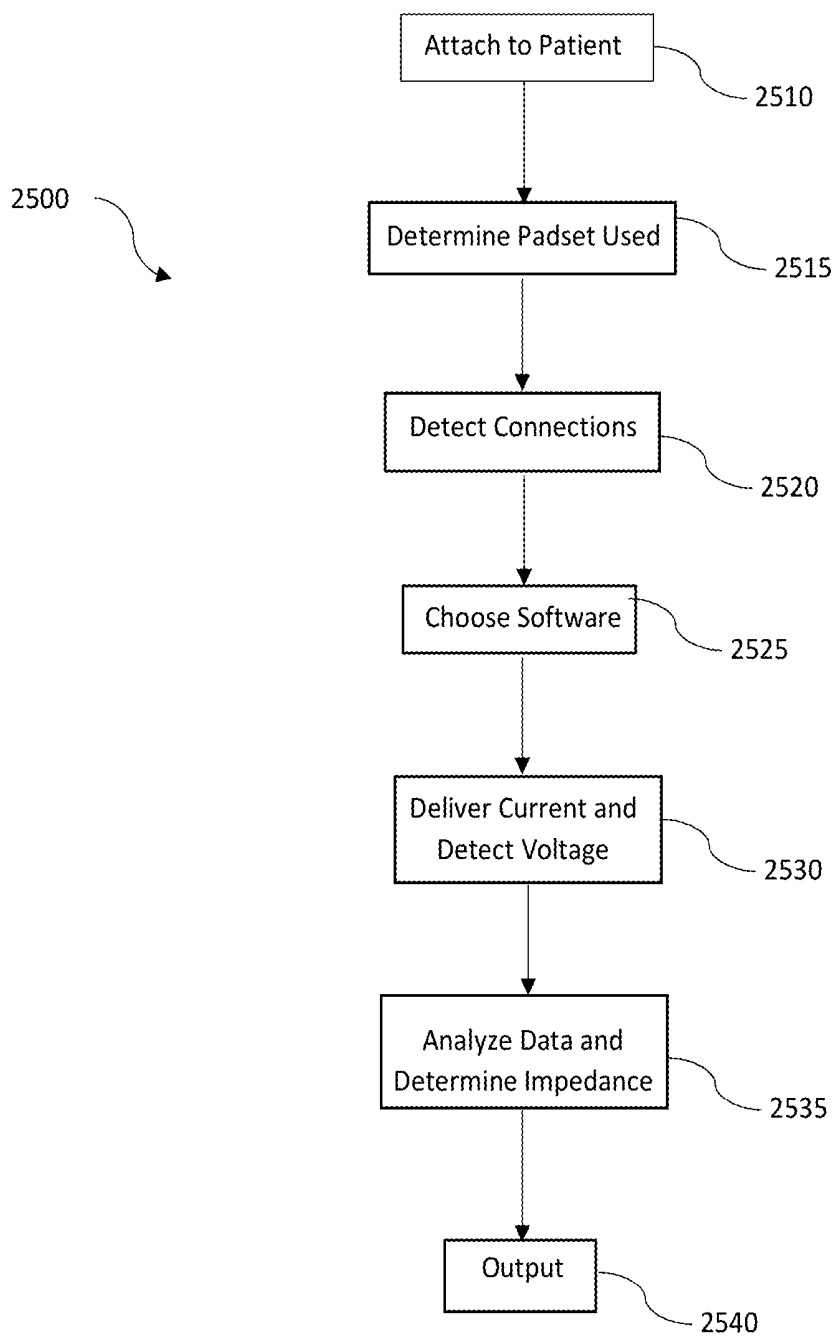 Attach to Patient
2510
2500
Determine Padset Used
2515
Detect Connections
2520
Choose Software
2525
Deliver Current and
Detect Voltage
2530
Analyze Data and
Determine Impedance
2535
Output
2540